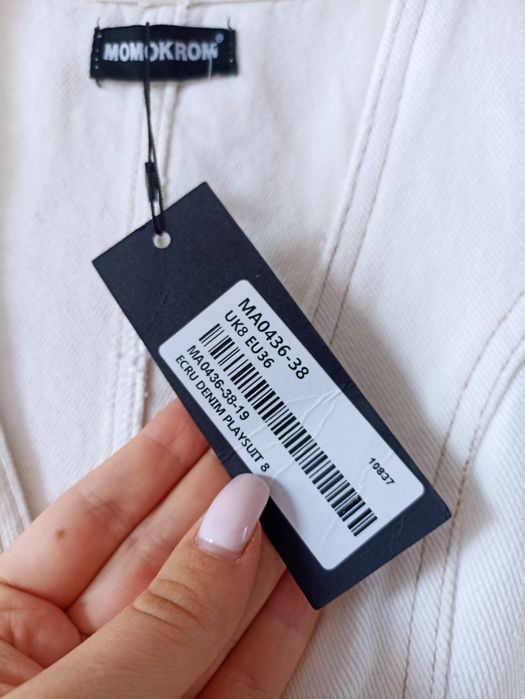 MOMOKROM®
MA0436-38
UK8 EU36
MA0436-38-19
ECRU DENIM PLAYSUIT 8
10837